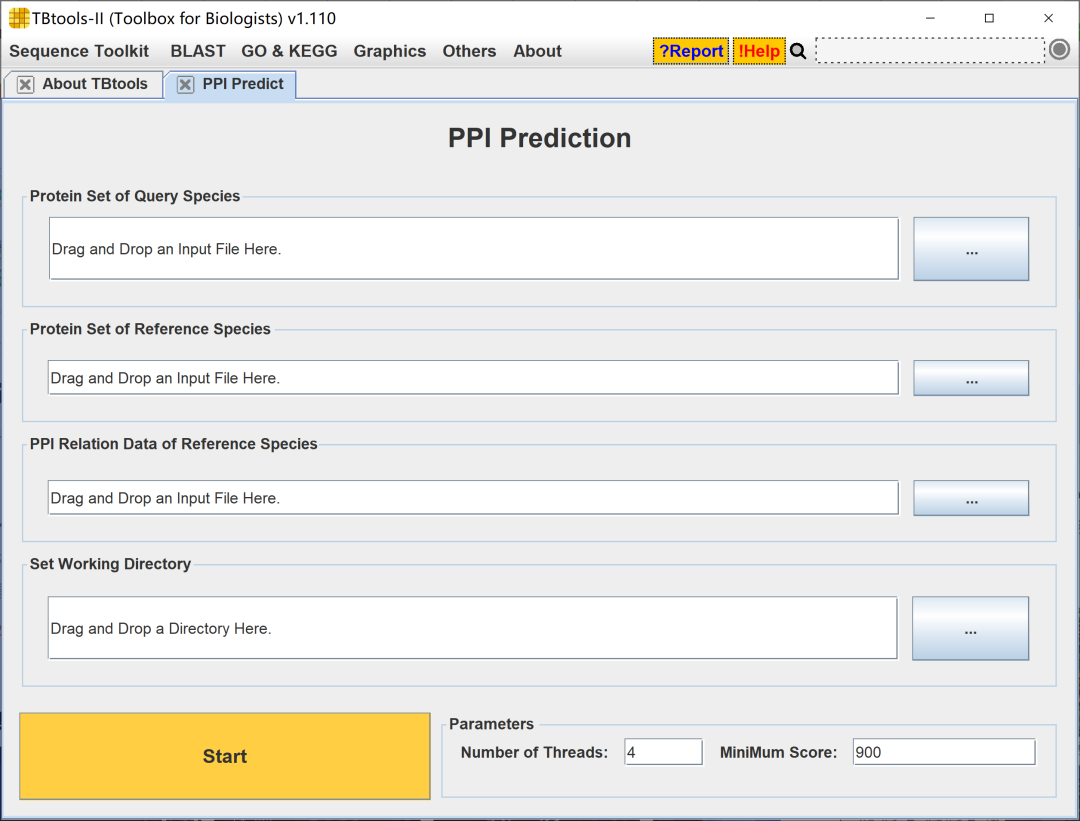 TBtools-II (Toolbox for Biologists) v1.110
Sequence Toolkit BLAST GO & KEGG Graphics Others About ?Report !Help
About TBtools PPI Predict
PPI Prediction
Protein Set of Query Species
Drag and Drop an Input File Here. ...
Protein Set of Reference Species
Drag and Drop an Input File Here. ...
PPI Relation Data of Reference Species
Drag and Drop an Input File Here. ...
Set Working Directory
Drag and Drop a Directory Here. ...
Start
Parameters
Number of Threads: 4 MiniMum Score: 900